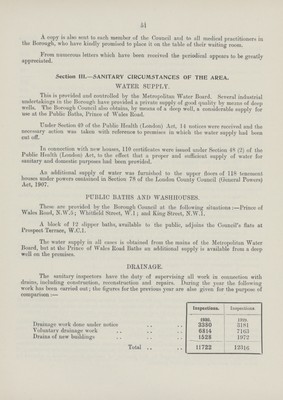 51
A copy is also sent to each member of the Council and to all medical practitioners in
the Borough, who have kindly promised to place it on the table of their waiting room.
From numerous letters which have been received the periodical appears to be greatly
appreciated.
Section III.—SANITARY CIRCUMSTANCES OF THE AREA.
WATER SUPPLY.
This is provided and controlled by the Metropolitan Water Board. Several industrial
undertakings in the Borough have provided a private supply of good quality by means of deep
wells. The Borough Council also obtains, by means of a deep well, a considerable supply for
use at the Public Baths, Prince of Wales Road.
Under Section 49 of the Public Health (London) Act, 14 notices were received and the
necessary action was taken with reference to premises in which the water supply had been
cut off.
In connection with new houses, 110 certificates were issued under Section 48 (2) of the
Public Health (London) Act, to the effect that a proper and sufficient supply of water for
sanitary and domestic purposes had been provided.
An additional supply of water was furnished to the upper floors of 118 tenement
houses under powers contained in Section 78 of the London County Council (General Powers)
Act, 1907.
PUBLIC BATHS AND WASHHOUSES.
These are provided by the Borough Council at the following situations :—Prince of
Wales Road, N.W.5; Whitfield Street, W.1; and King Street, N.W.1.
A block of 12 slipper baths, available to the public, adjoins the Council's flats at
Prospect Terrace, W.C.1.
The water supply in all cases is obtained from the mains of the Metropolitan Water
Board, but at the Prince of Wales Road Baths an additional supply is available from a deep
well on the premises.
DRAINAGE.
The sanitary inspectors have the duty of supervising all work in connection with
drains, including construction, reconstruction and repairs. During the year the following
work has been carried out; the figures for the previous year are also given for the purpose of
comparison :—
Inspections. Inspections
1930. 1929.
Drainage work done under notice .. .. 3380 3181
Voluntary drainage work .. .. .. 6814 7163
Drains of new buildings .. .. .. 1528 1972
Total .. .. 11722 12316